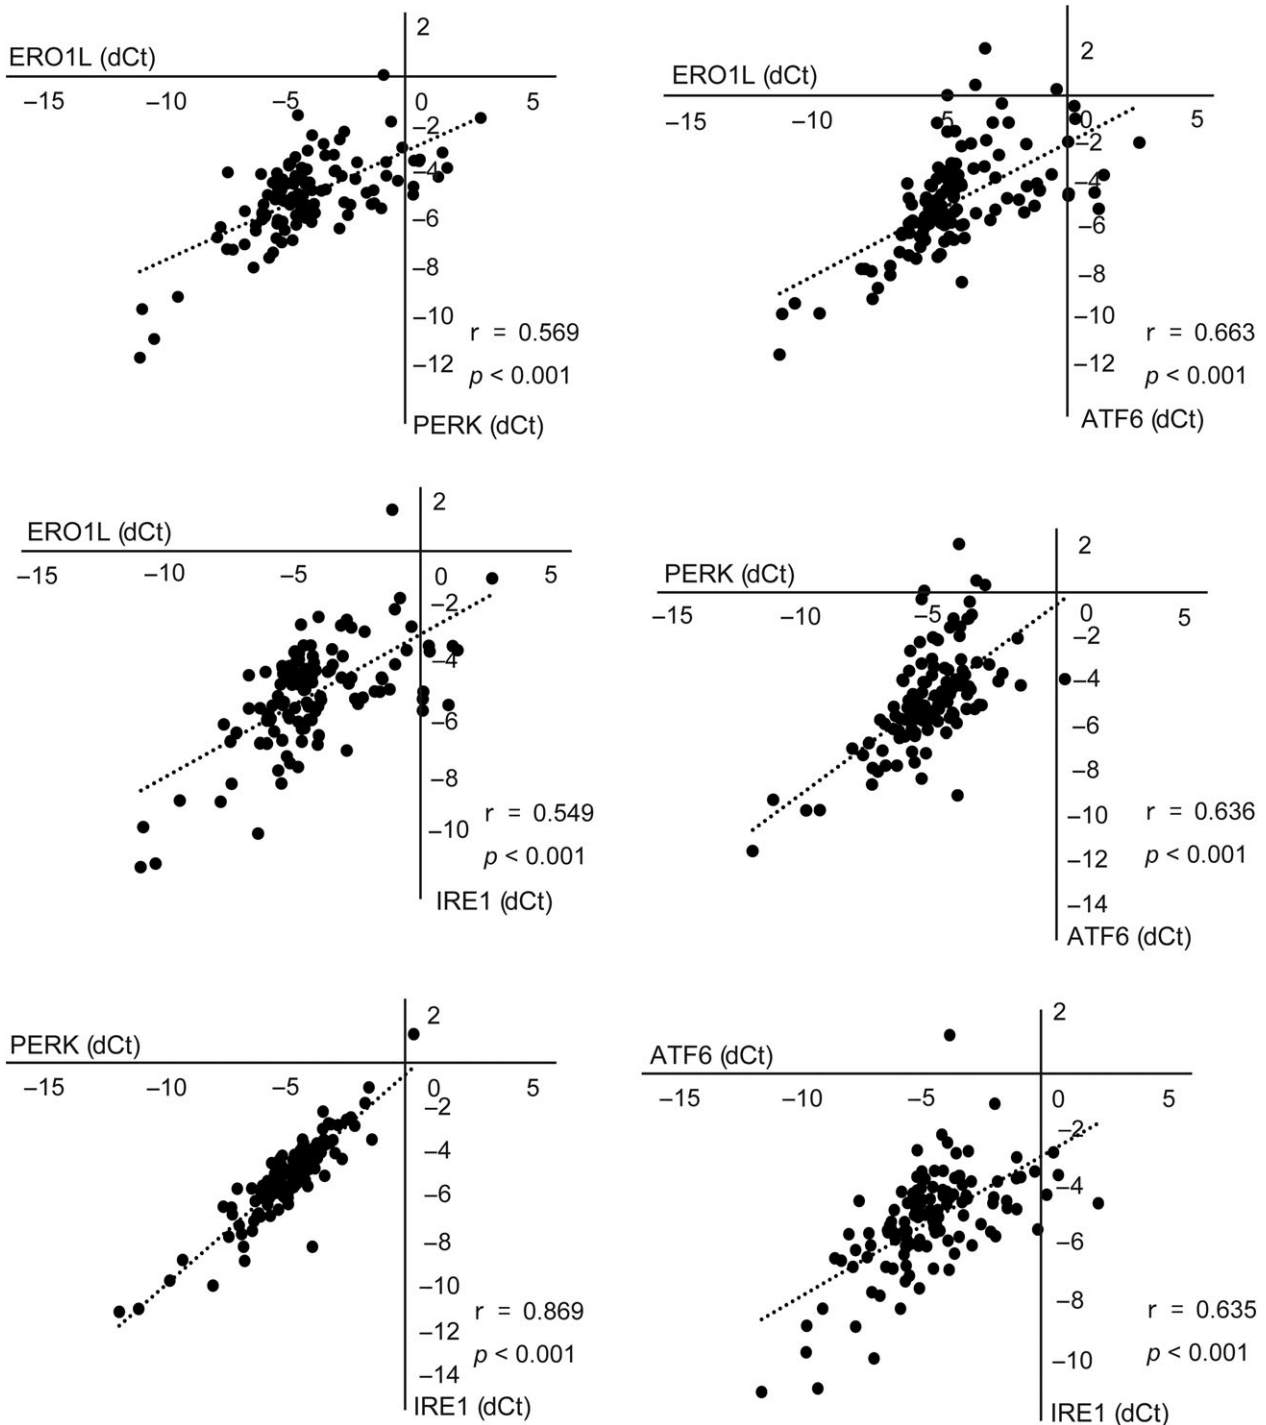 2
ERO1L (dCt)
−15 −10 −5 0 5
−2
−4
−6
−8
−10
r = 0.569
−12
p < 0.001
PERK (dCt)
2
ERO1L (dCt)
−15 −10 −5 0 5
−2
−4
−6
−8
−10
r = 0.663
−12
p < 0.001
ATF6 (dCt)
2
ERO1L (dCt)
−15 −10 −5 0 5
−2
−4
−6
−8
−10
r = 0.549
p < 0.001
IRE1 (dCt)
2
PERK (dCt)
−15 −10 −5 0 5
−2
−4
−6
−8
−10
r = 0.636
−12
p < 0.001
−14
ATF6 (dCt)
2
PERK (dCt)
−15 −10 −5 0 5
−2
−4
−6
−8
−10
r = 0.869
−12
p < 0.001
−14
IRE1 (dCt)
2
ATF6 (dCt)
−15 −10 −5 0 5
−2
−4
−6
−8
r = 0.635
−10
p < 0.001
IRE1 (dCt)